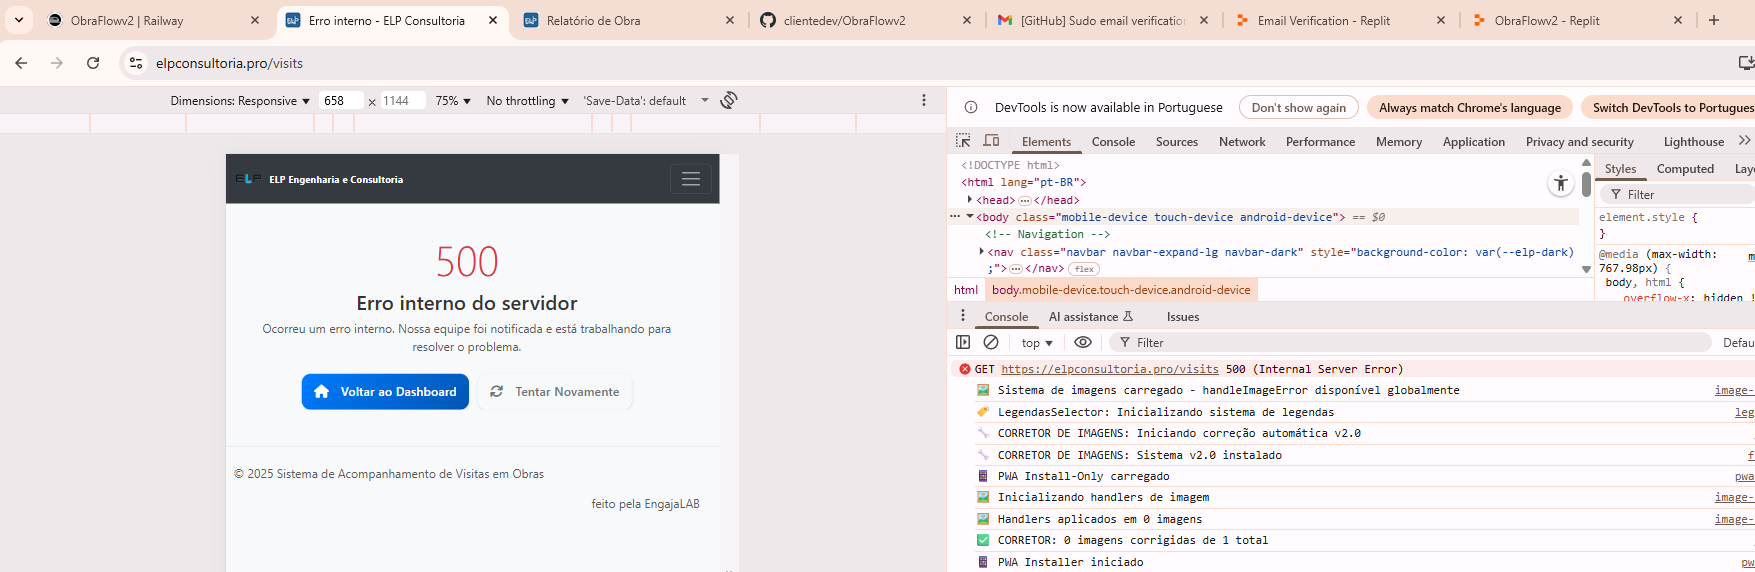 ObraFlowv2 | Railway
Erro interno - ELP Consultoria
Relatório de Obra
clientedev/ObraFlowv2
[GitHub] Sudo email verification
Email Verification - Replit
ObraFlowv2 - Replit
elpconsultoria.pro/visits
Dimensions: Responsive 658 × 1144 75% No throttling 'Save-Data': default
DevTools is now available in Portuguese Don't show again Always match Chrome's language Switch DevTools to Portugues
Elements Console Sources Network Performance Memory Application Privacy and security Lighthouse
<!DOCTYPE html>
<html lang="pt-BR">
<head>…</head>
<body class="mobile-device touch-device android-device"> == $0
<!-- Navigation -->
<nav class="navbar navbar-expand-lg navbar-dark" style="background-color: var(--elp-dark)
;">…</nav> flex
html body.mobile-device.touch-device.android-device
Styles Computed Lay
Filter
element.style {
}
@media (max-width:
767.98px) {
body, html {
overflow-x: hidden !
ELP ELP Engenharia e Consultoria
500
Erro interno do servidor
Ocorreu um erro interno. Nossa equipe foi notificada e está trabalhando para
resolver o problema.
Voltar ao Dashboard
Tentar Novamente
© 2025 Sistema de Acompanhamento de Visitas em Obras
feito pela EngajaLAB
Console AI assistance Issues
top Filter Defau
GET https://elpconsultoria.pro/visits 500 (Internal Server Error)
Sistema de imagens carregado - handleImageError disponível globalmente image-
LegendasSelector: Inicializando sistema de legendas leg
CORRETOR DE IMAGENS: Iniciando correção automática v2.0
CORRETOR DE IMAGENS: Sistema v2.0 instalado f
PWA Install-Only carregado pwa
Inicializando handlers de imagem image-
Handlers aplicados em 0 imagens image-
CORRETOR: 0 imagens corrigidas de 1 total
PWA Installer iniciado pw